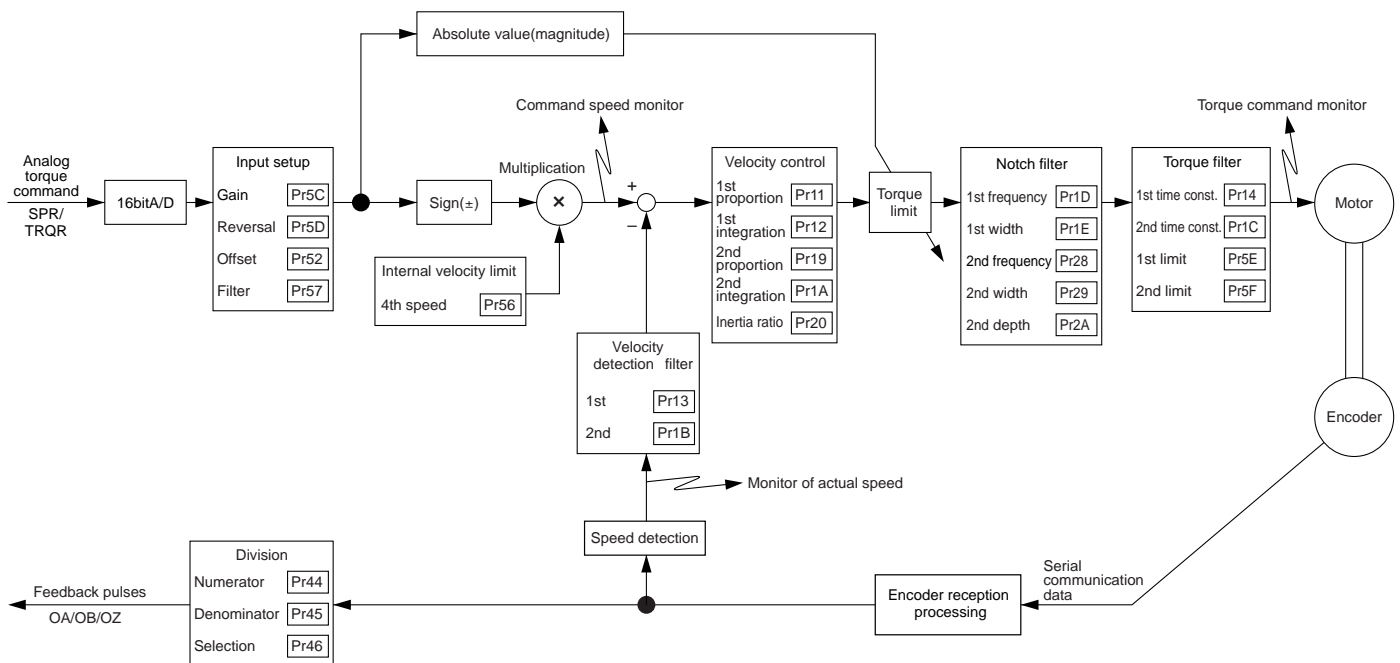 Absolute value(magnitude)
Command speed monitor
Torque command monitor
Analog
torque
command
SPR/
TRQR
16bitA/D
Input setup
Gain Pr5C
Reversal Pr5D
Offset Pr52
Filter Pr57
Sign(±)
Multiplication
×
Internal velocity limit
4th speed Pr56
+
−
Velocity control
1st
proportion Pr11
1st
integration Pr12
2nd
proportion Pr19
2nd
integration Pr1A
Inertia ratio Pr20
Torque
limit
Notch filter
1st frequency Pr1D
1st width Pr1E
2nd frequency Pr28
2nd width Pr29
2nd depth Pr2A
Torque filter
1st time const. Pr14
2nd time const. Pr1C
1st limit Pr5E
2nd limit Pr5F
Motor
Encoder
Velocity
detection filter
1st Pr13
2nd Pr1B
Monitor of actual speed
Speed detection
Serial
communication
data
Encoder reception
processing
Division
Numerator Pr44
Denominator Pr45
Selection Pr46
Feedback pulses
OA/OB/OZ